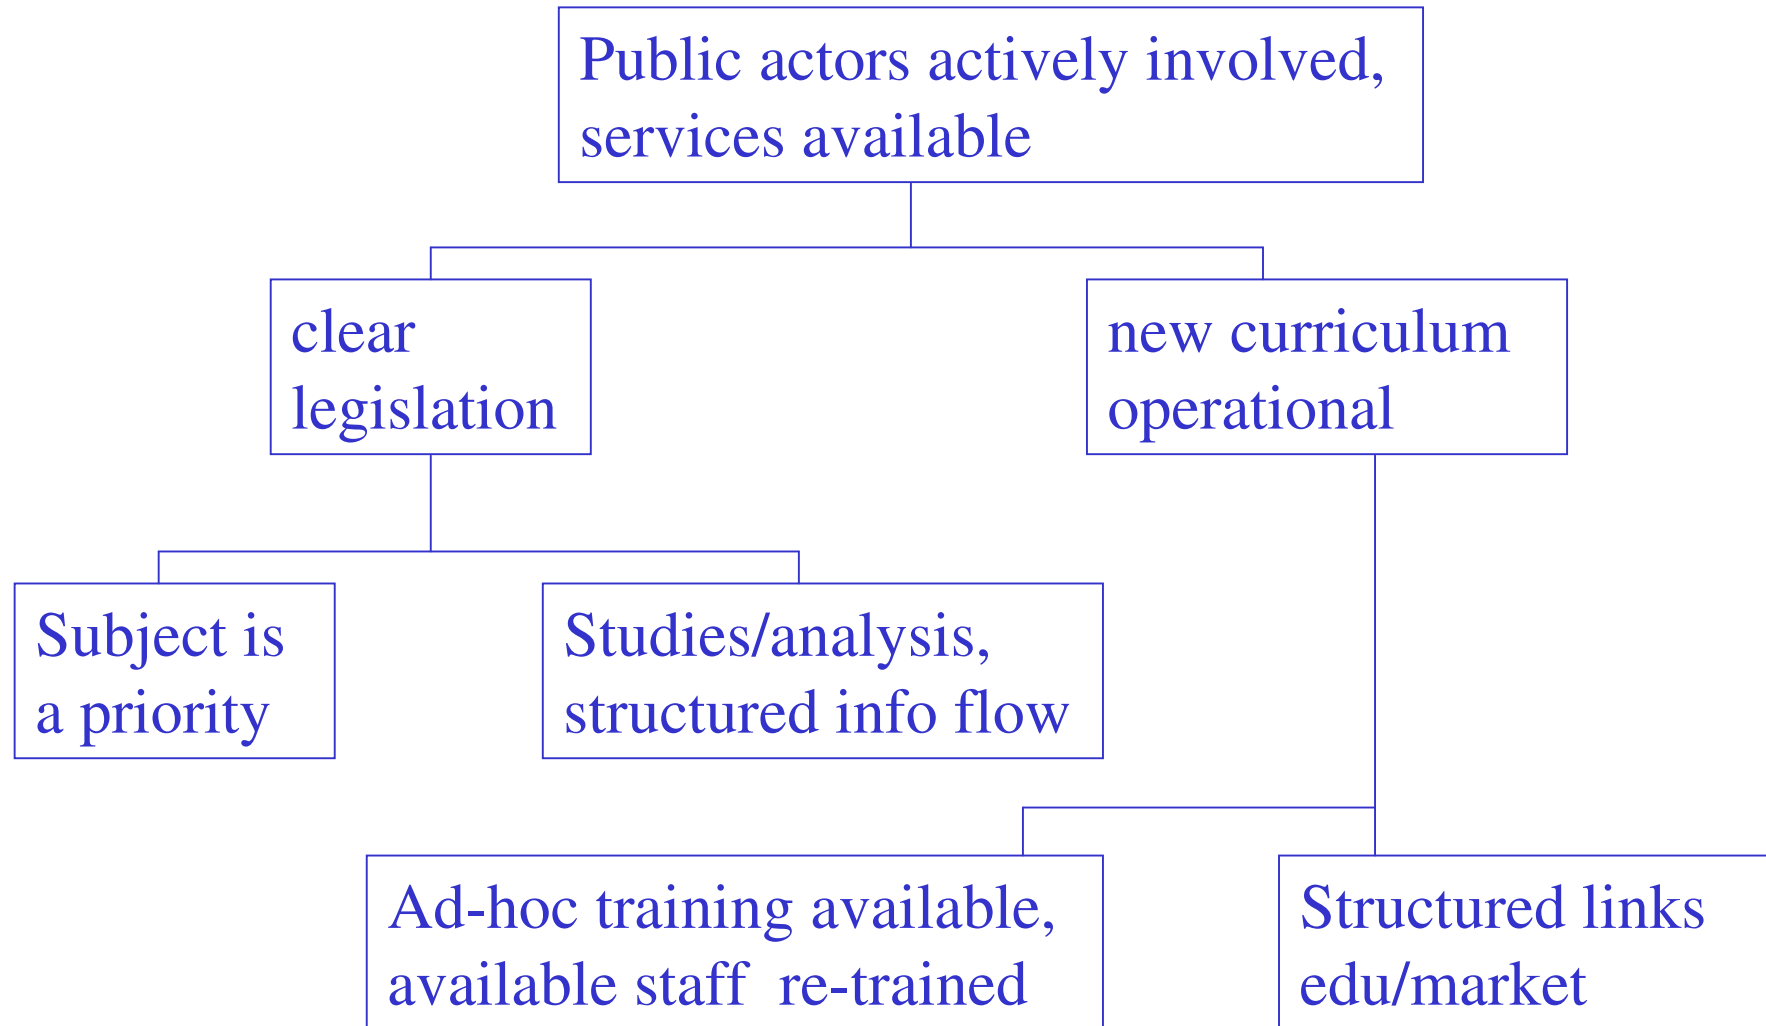 Public actors actively involved,
services available
clear
legislation
new curriculum
operational
Subject is
a priority
Studies/analysis,
structured info flow
Ad-hoc training available,
available staff  re-trained
Structured links
edu/market